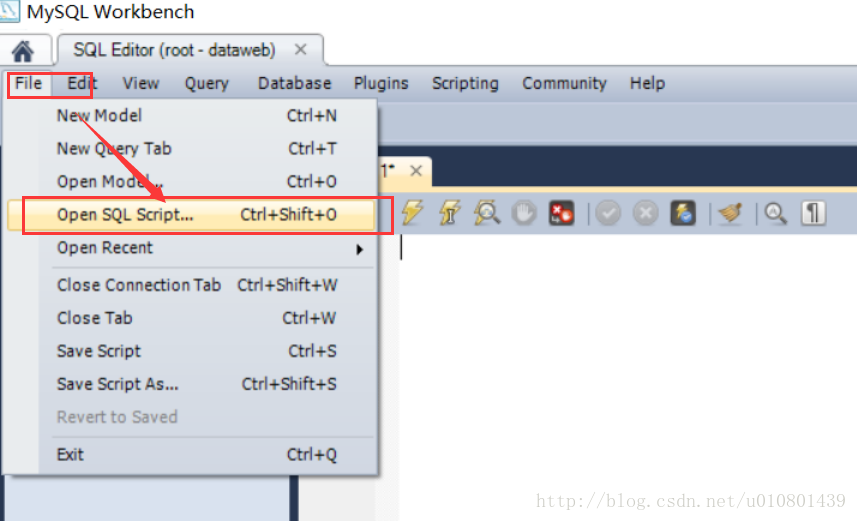 MySQL Workbench
SQL Editor (root - dataweb)
File Edit View Query Database Plugins Scripting Community Help
New Model Ctrl+N
New Query Tab Ctrl+T
Open Model... Ctrl+O
1*
Open SQL Script... Ctrl+Shift+O
Open Recent
Close Connection Tab Ctrl+Shift+W
Close Tab Ctrl+W
Save Script Ctrl+S
Save Script As... Ctrl+Shift+S
Revert to Saved
Exit Ctrl+Q
http://blog.csdn.net/u010801439